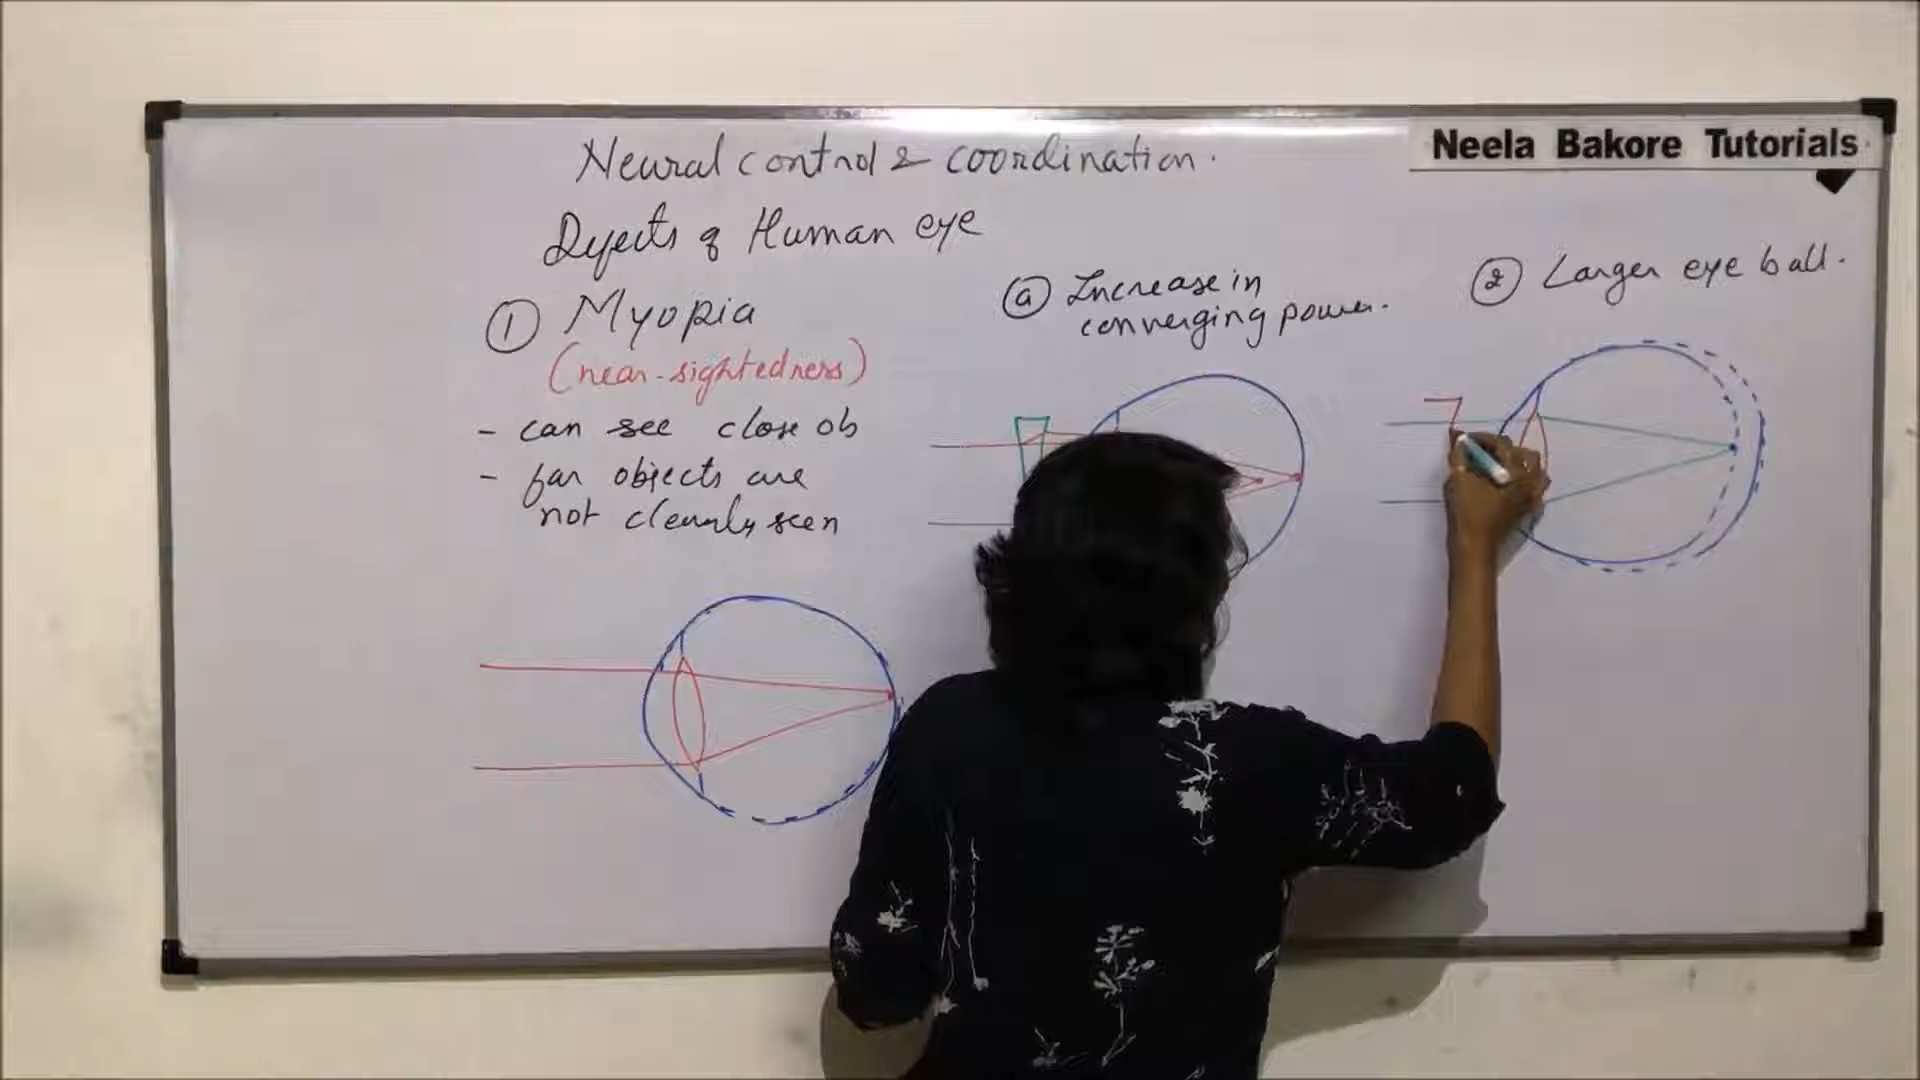 Neela Bakore Tutorials
Neural control & coordination.
Defects of Human eye
① Myopia
(near-sightedness)
- can see close ob
- far objects are
not clearly seen
ⓐ Increase in
converging power.
② Larger eye ball.